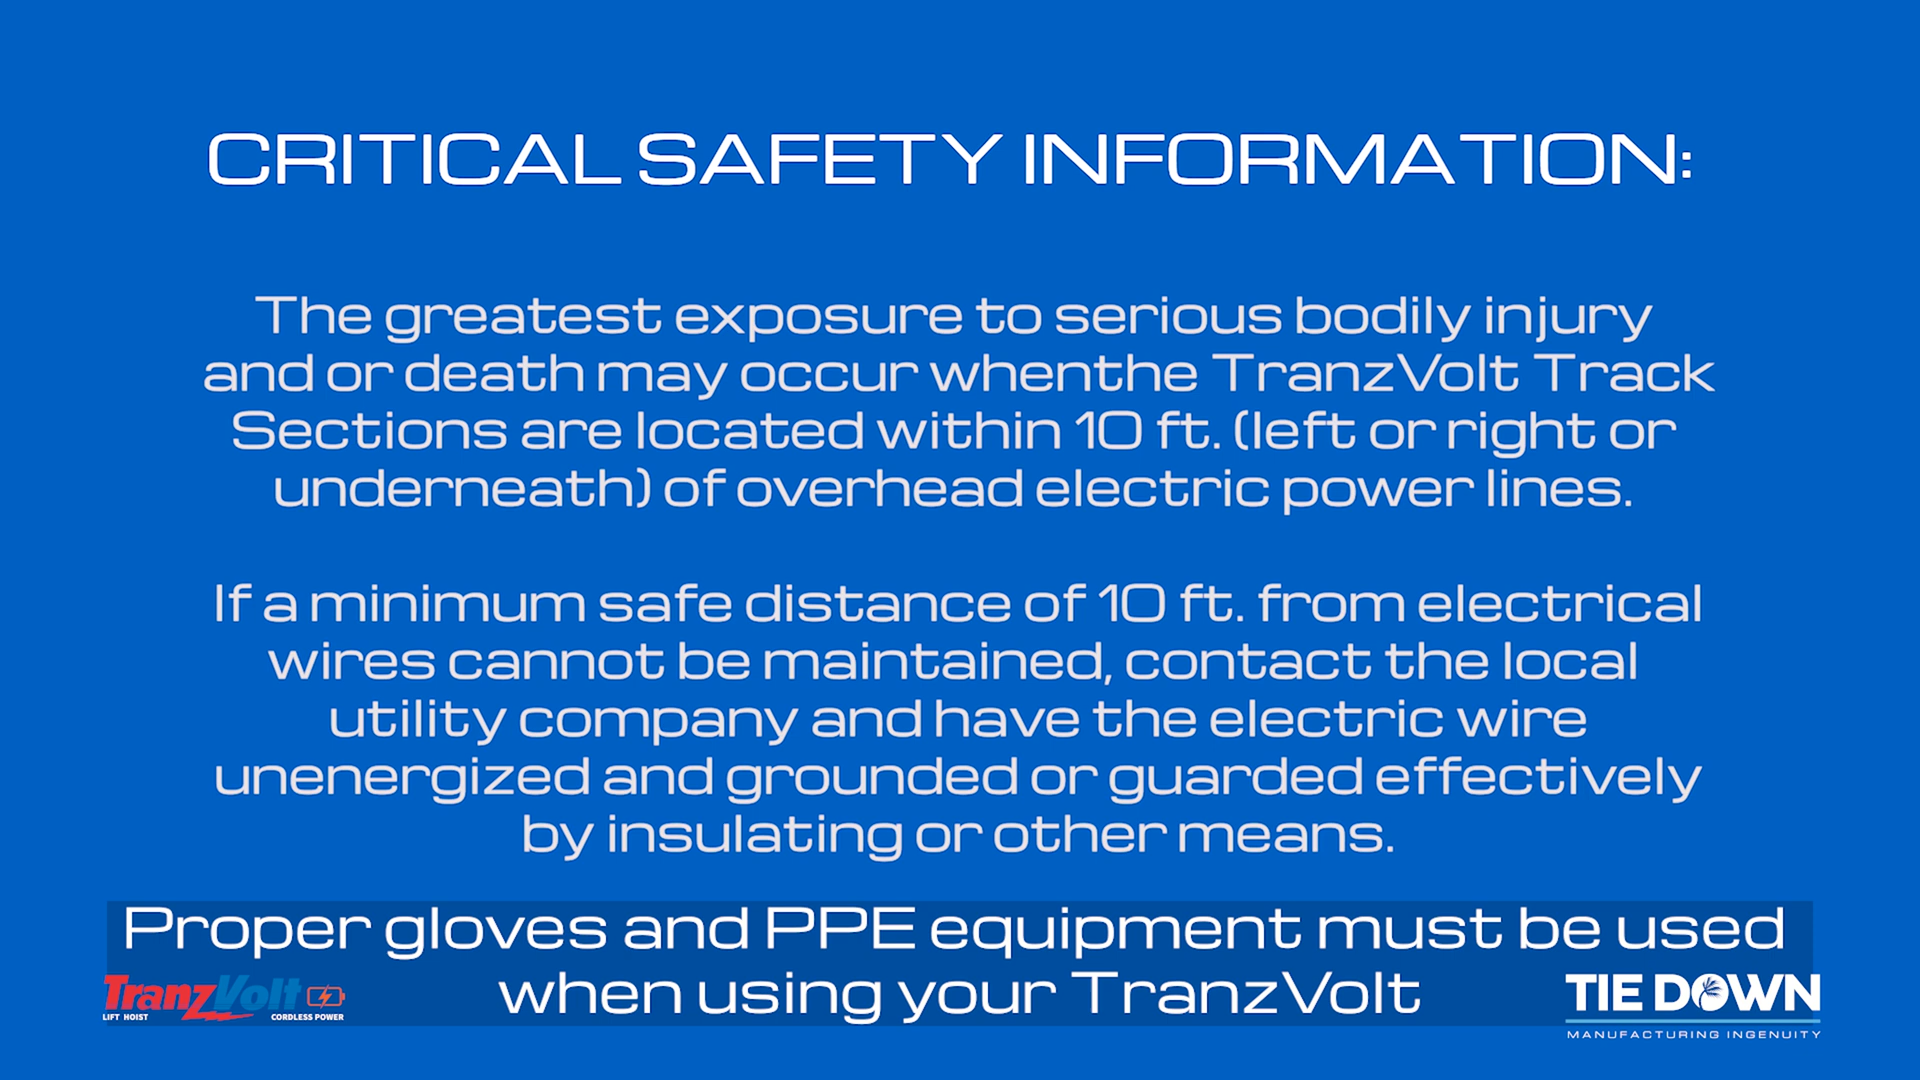 CRITICAL SAFETY INFORMATION:
The greatest exposure to serious bodily injury
and or death may occur whenthe TranzVolt Track
Sections are located within 10 ft. (left or right or
underneath) of overhead electric power lines.
If a minimum safe distance of 10 ft. from electrical
wires cannot be maintained, contact the local
utility company and have the electric wire
unenergized and grounded or guarded effectively
by insulating or other means.
Proper gloves and PPE equipment must be used
when using your TranzVolt
TranzVolt
LIFT HOIST CORDLESS POWER
TIE DOWN
MANUFACTURING INGENUITY